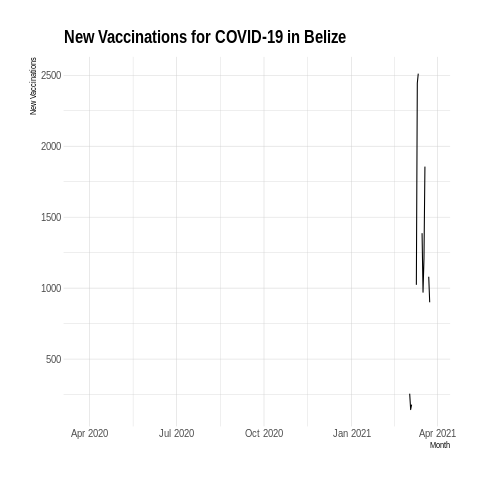 New Vaccinations for COVID-19 in Belize
New Vaccinations
2500
2000
1500
1000
500
Apr 2020
Jul 2020
Oct 2020
Jan 2021
Apr 2021
Month